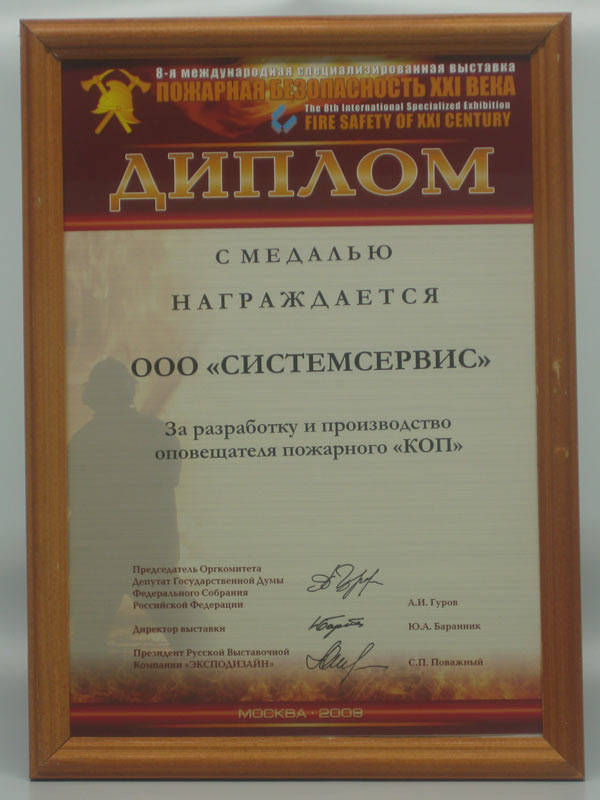 8-я международная специализированная выставка
ПОЖАРНАЯ БЕЗОПАСНОСТЬ XXI ВЕКА
The 8th International Specialized Exhibition
FIRE SAFETY OF XXI CENTURY
ДИПЛОМ
С МЕДАЛЬЮ
НАГРАЖДАЕТСЯ
ООО «СИСТЕМСЕРВИС»
За разработку и производство
оповещателя пожарного «КОП»
Председатель Оргкомитета
Депутат Государственной Думы
Федерального Собрания
Российской Федерации
А.И. Гуров
Директор выставки
Ю.А. Баранник
Президент Русской Выставочной
Компании «ЭКСПОДИЗАЙН»
С.П. Поважный
МОСКВА · 2009